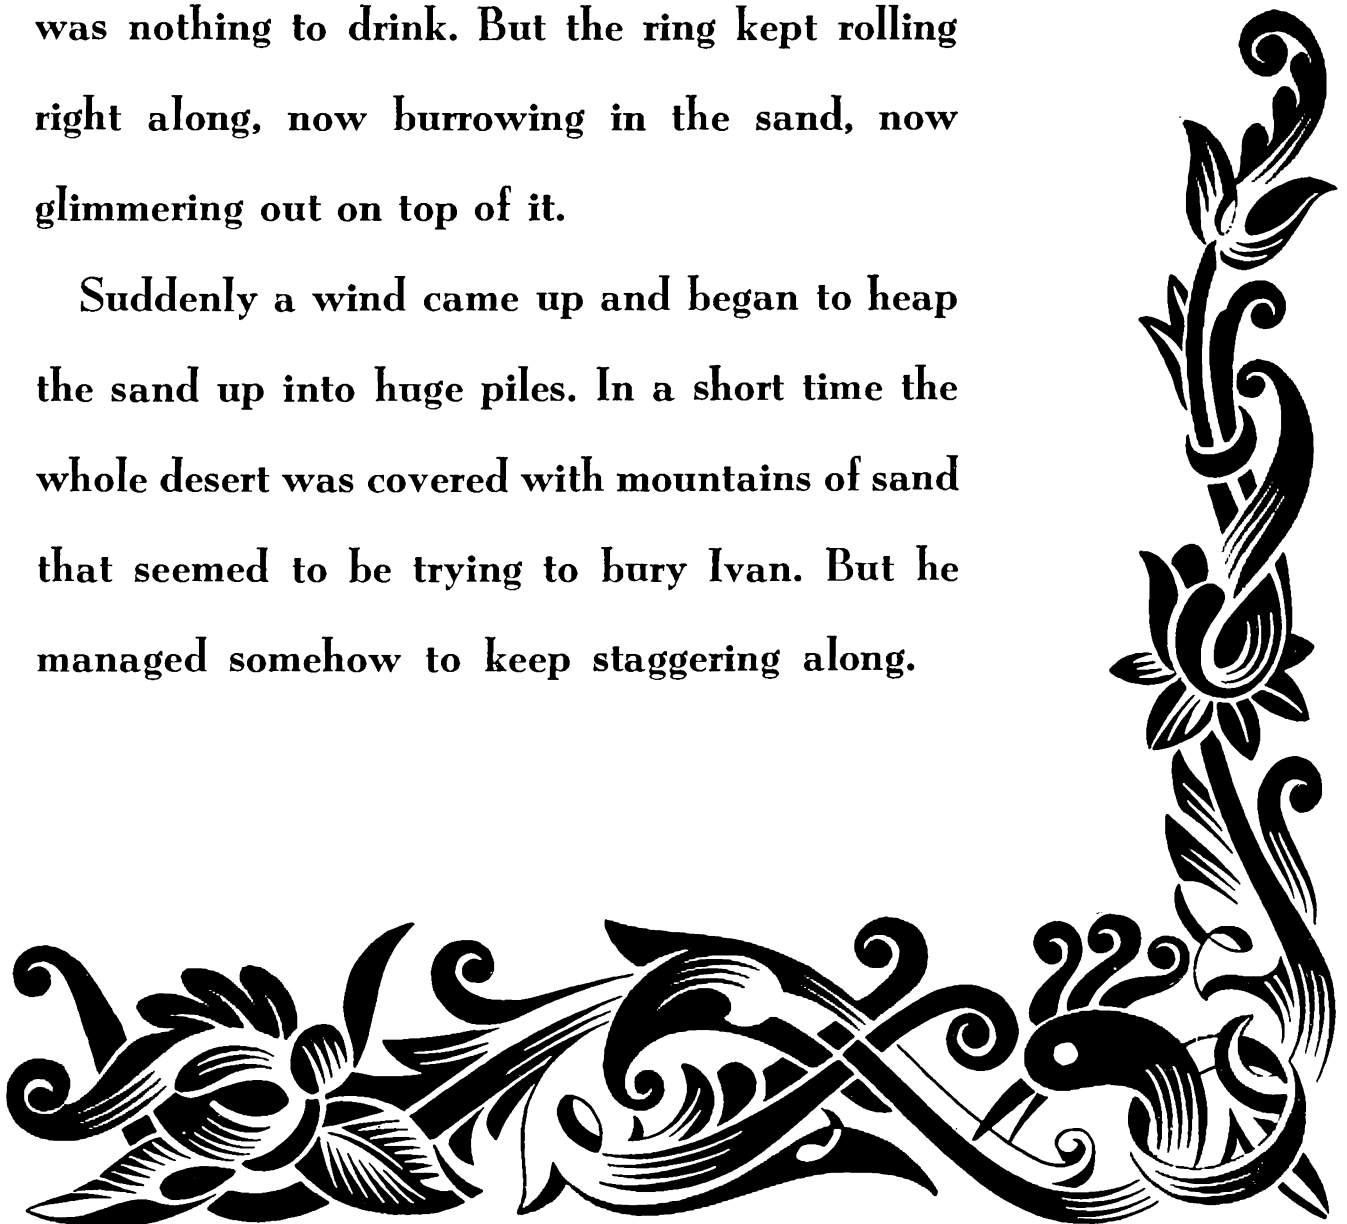 was nothing to drink. But the ring kept rolling
right along, now burrowing in the sand, now
glimmering out on top of it.
Suddenly a wind came up and began to heap
the sand up into huge piles. In a short time the
whole desert was covered with mountains of sand
that seemed to be trying to bury Ivan. But he
managed somehow to keep staggering along.